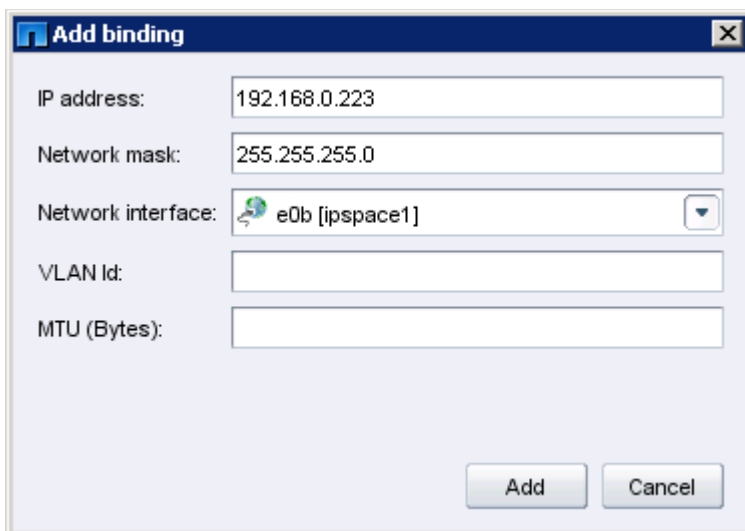 Add binding
IP address: 192.168.0.223
Network mask: 255.255.255.0
Network interface: e0b [ipspace1]
VLAN Id:
MTU (Bytes):
Add Cancel